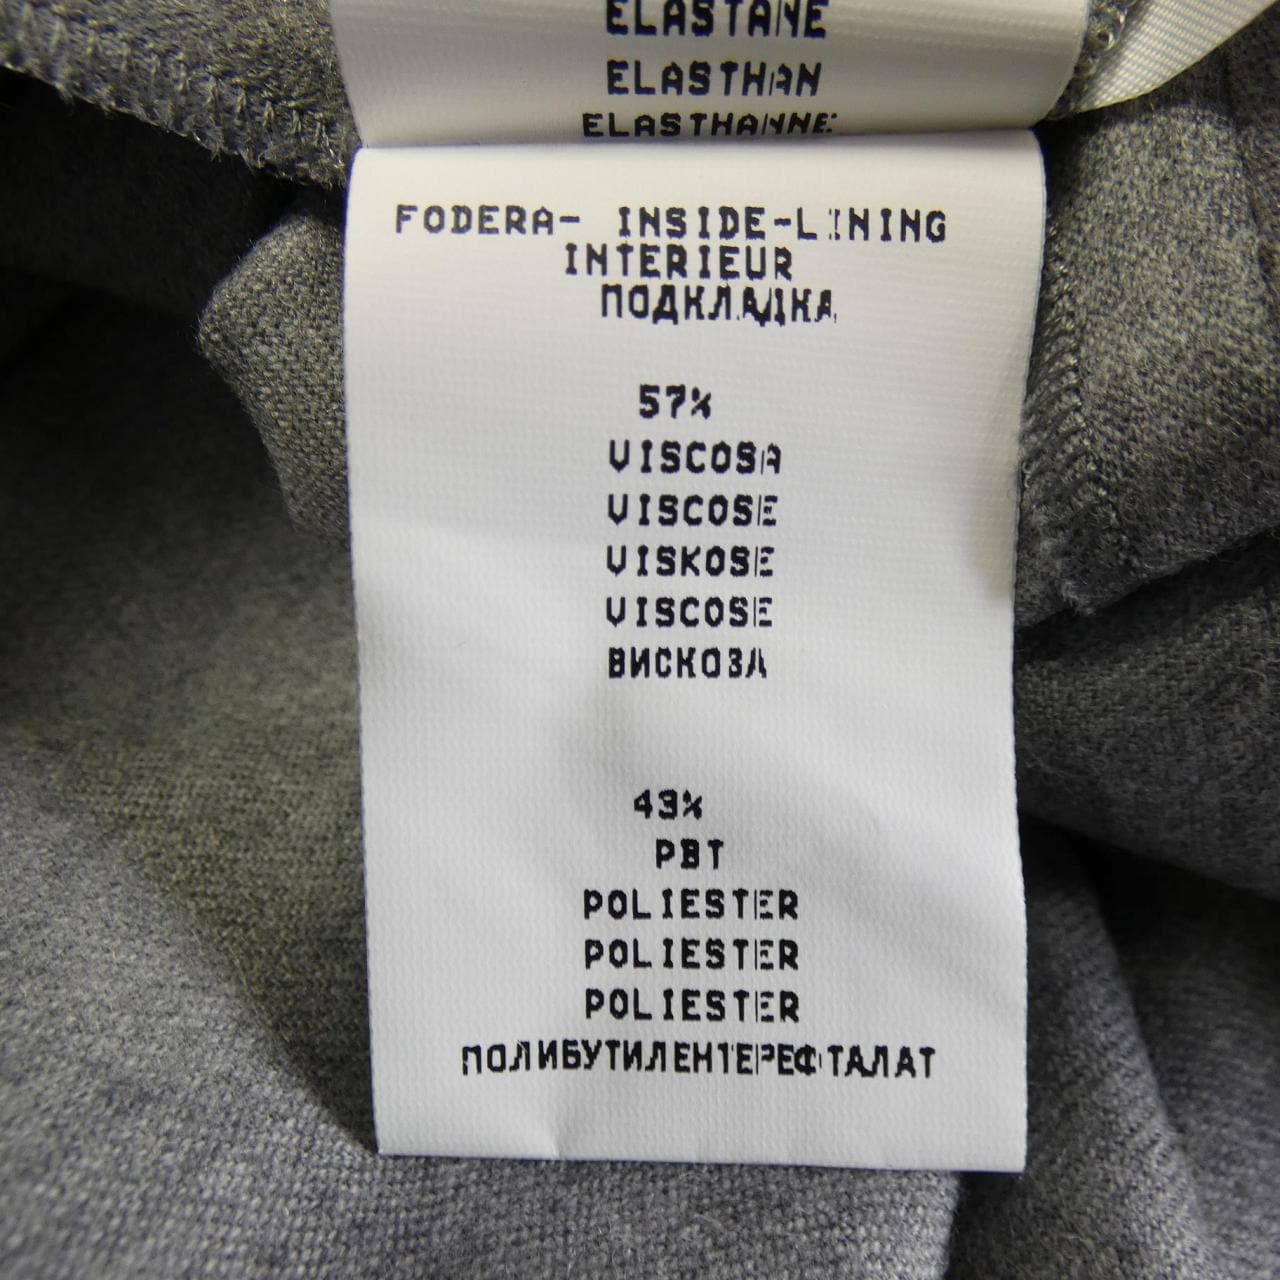 ELASTANE
ELASTHAN
ELASTHANNE
FODERA- INSIDE-LINING
INTERIEUR
ПОДКЛАДКА
57%
VISCOSA
VISCOSE
VISKOSE
VISCOSE
ВИСКОЗА
43%
PBT
POLIESTER
POLIESTER
POLIESTER
ПОЛИБУТИЛЕНТЕРЕФТАЛАТ